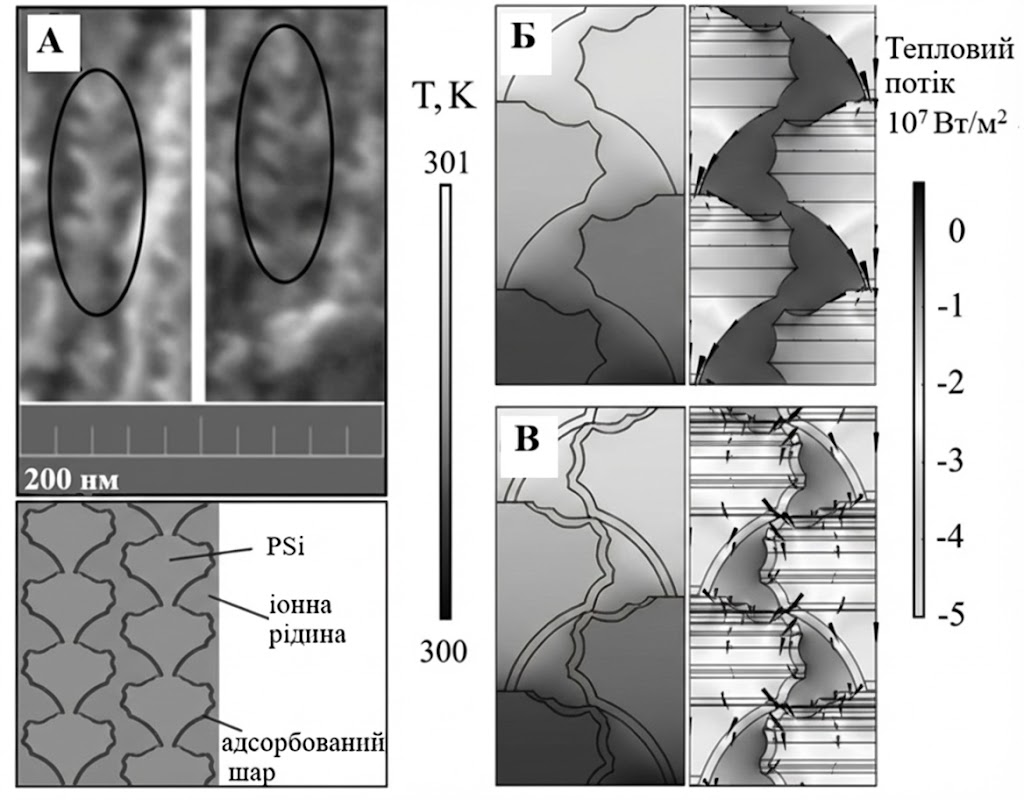 А
200 нм
PSi
іонна
рідина
адсорбований
шар
T, K
301
300
Б
В
Тепловий
потік
10⁷ Вт/м²
0
-1
-2
-3
-4
-5